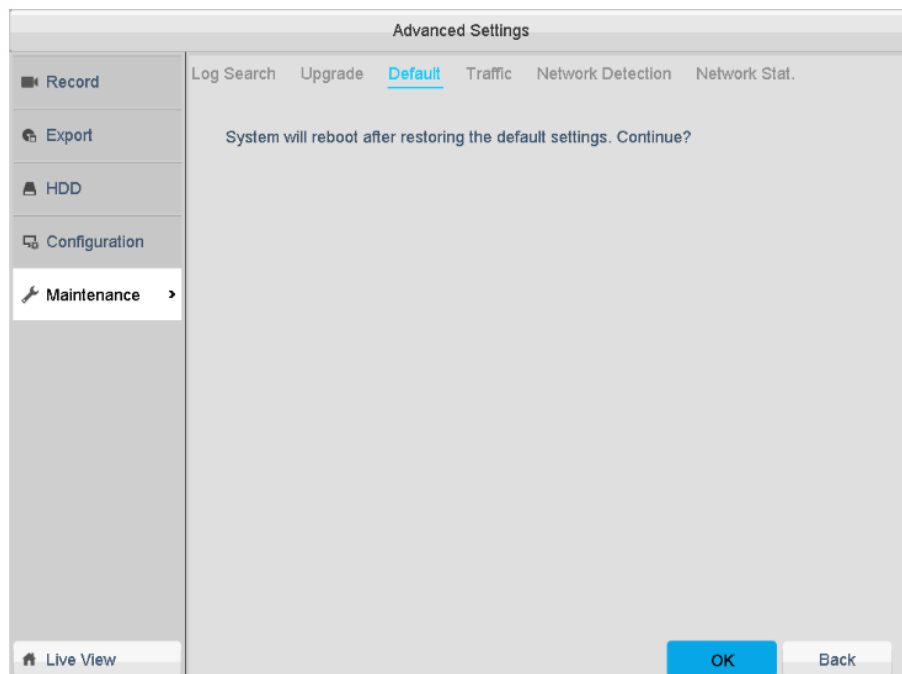 Advanced Settings
Record
Export
HDD
Configuration
Maintenance
Live View
Log Search Upgrade Default Traffic Network Detection Network Stat.
System will reboot after restoring the default settings. Continue?
OK Back